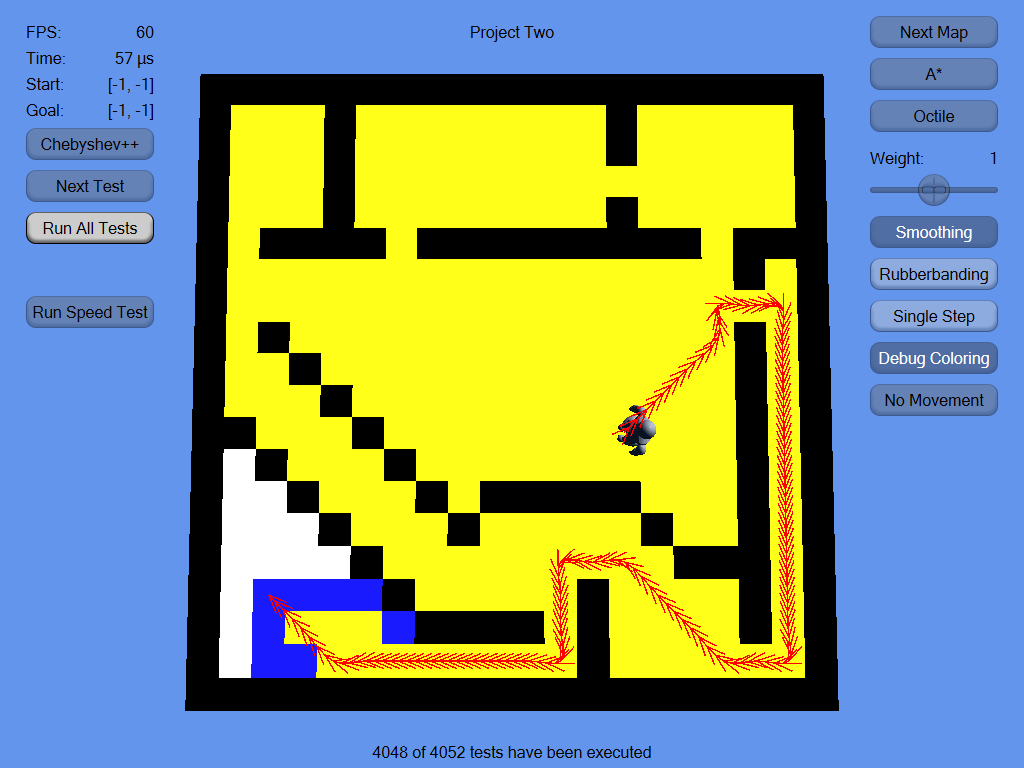 Project Two
FPS: 60
Time: 57 µs
Start: [-1, -1]
Goal: [-1, -1]
Chebyshev++
Next Test
Run All Tests
Run Speed Test
Next Map
A*
Octile
Weight: 1
Smoothing
Rubberbanding
Single Step
Debug Coloring
No Movement
4048 of 4052 tests have been executed